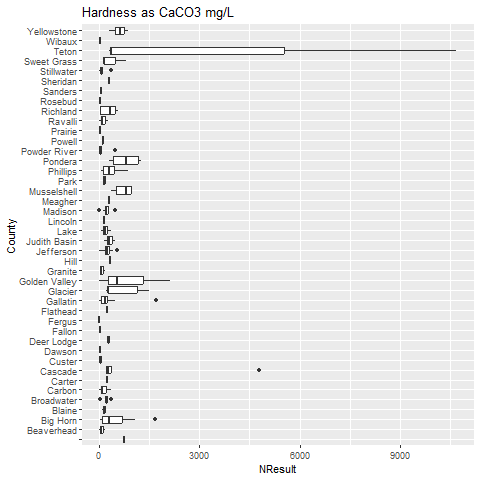 Hardness as CaCO3 mg/L
County
Yellowstone
Wibaux
Teton
Sweet Grass
Stillwater
Sheridan
Sanders
Rosebud
Richland
Ravalli
Prairie
Powell
Powder River
Pondera
Phillips
Park
Musselshell
Meagher
Madison
Lincoln
Lake
Judith Basin
Jefferson
Hill
Granite
Golden Valley
Glacier
Gallatin
Flathead
Fergus
Fallon
Deer Lodge
Dawson
Custer
Cascade
Carter
Carbon
Broadwater
Blaine
Big Horn
Beaverhead
0 3000 6000 9000
NResult